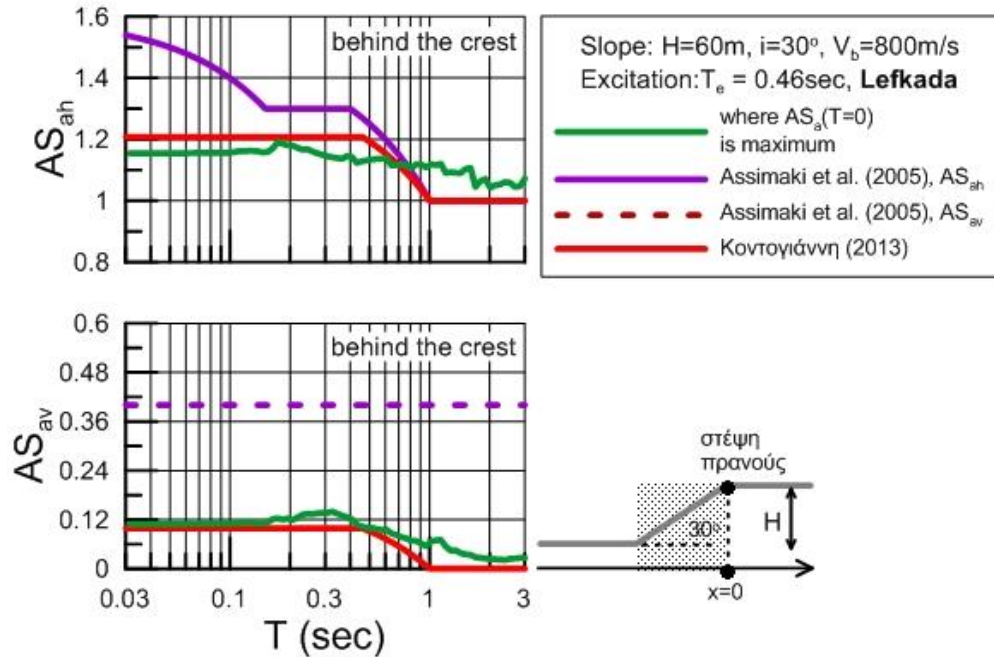 1.6
1.4
1.2
1
0.8
AS_ah
behind the crest
Slope: H=60m, i=30°, V_b=800m/s
Excitation:T_e = 0.46sec, Lefkada
where AS_a(T=0)
is maximum
Assimaki et al. (2005), AS_ah
Assimaki et al. (2005), AS_av
Κοντογιάννη (2013)
0.6
0.48
0.36
0.24
0.12
0
AS_av
behind the crest
0.03
0.1
0.3
1
3
T (sec)
στέψη
πρανούς
30°
H
x=0